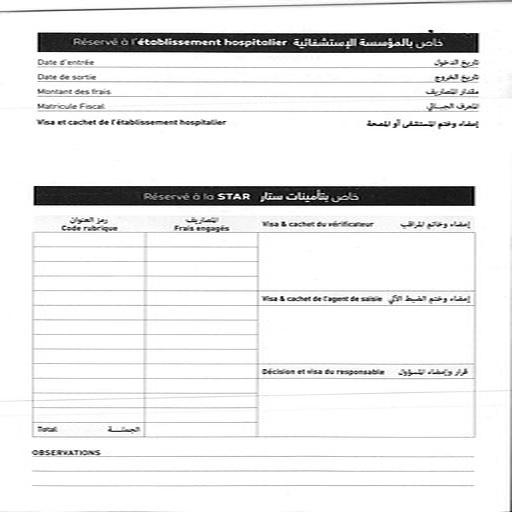 Réservé à l'établissement hospitalier خاص بالمؤسسة الإستشفائية
Date d'entrée تاريخ الدخول
Date de sortie تاريخ الخروج
Montant des frais مقدار المصاريف
Matricule Fiscal المعرف الجبائي
Visa et cachet de l'établissement hospitalier إمضاء وختم المستشفى أو المصحة
Réservé à la STAR خاص بتأمينات ستار
رمز العنوان المصاريف
Code rubrique Frais engagés
Visa & cachet du vérificateur إمضاء وخاتم المراقب
Visa & cachet de l'agent de saisie إمضاء وختم الضبط الآلي
Décision et visa du responsable قرار وإمضاء المسؤول
Total الجملــة
OBSERVATIONS